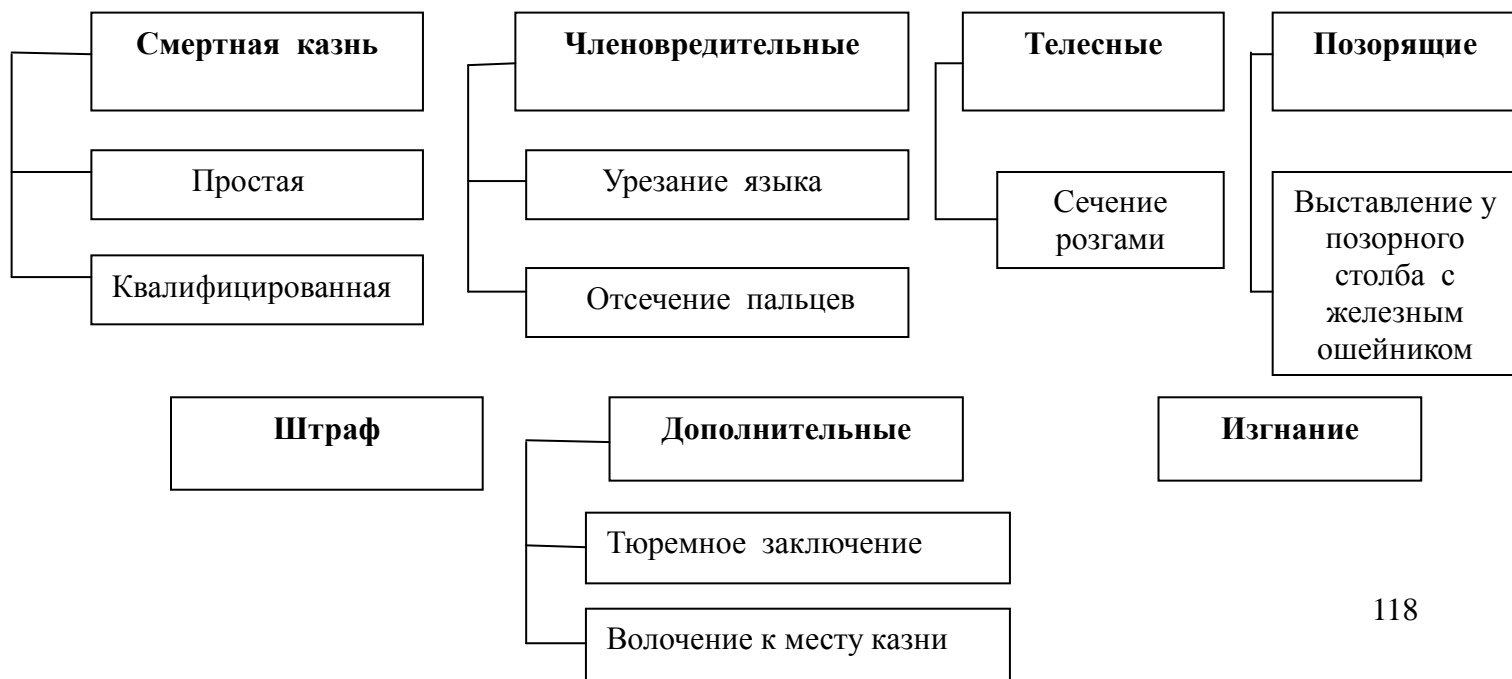 Смертная казнь
Членовредительные
Телесные
Позорящие
Простая
Урезание языка
Сечение
розгами
Выставление у
позорного
столба с
железным
ошейником
Квалифицированная
Отсечение пальцев
Штраф
Дополнительные
Изгнание
Тюремное заключение
Волочение к месту казни
118